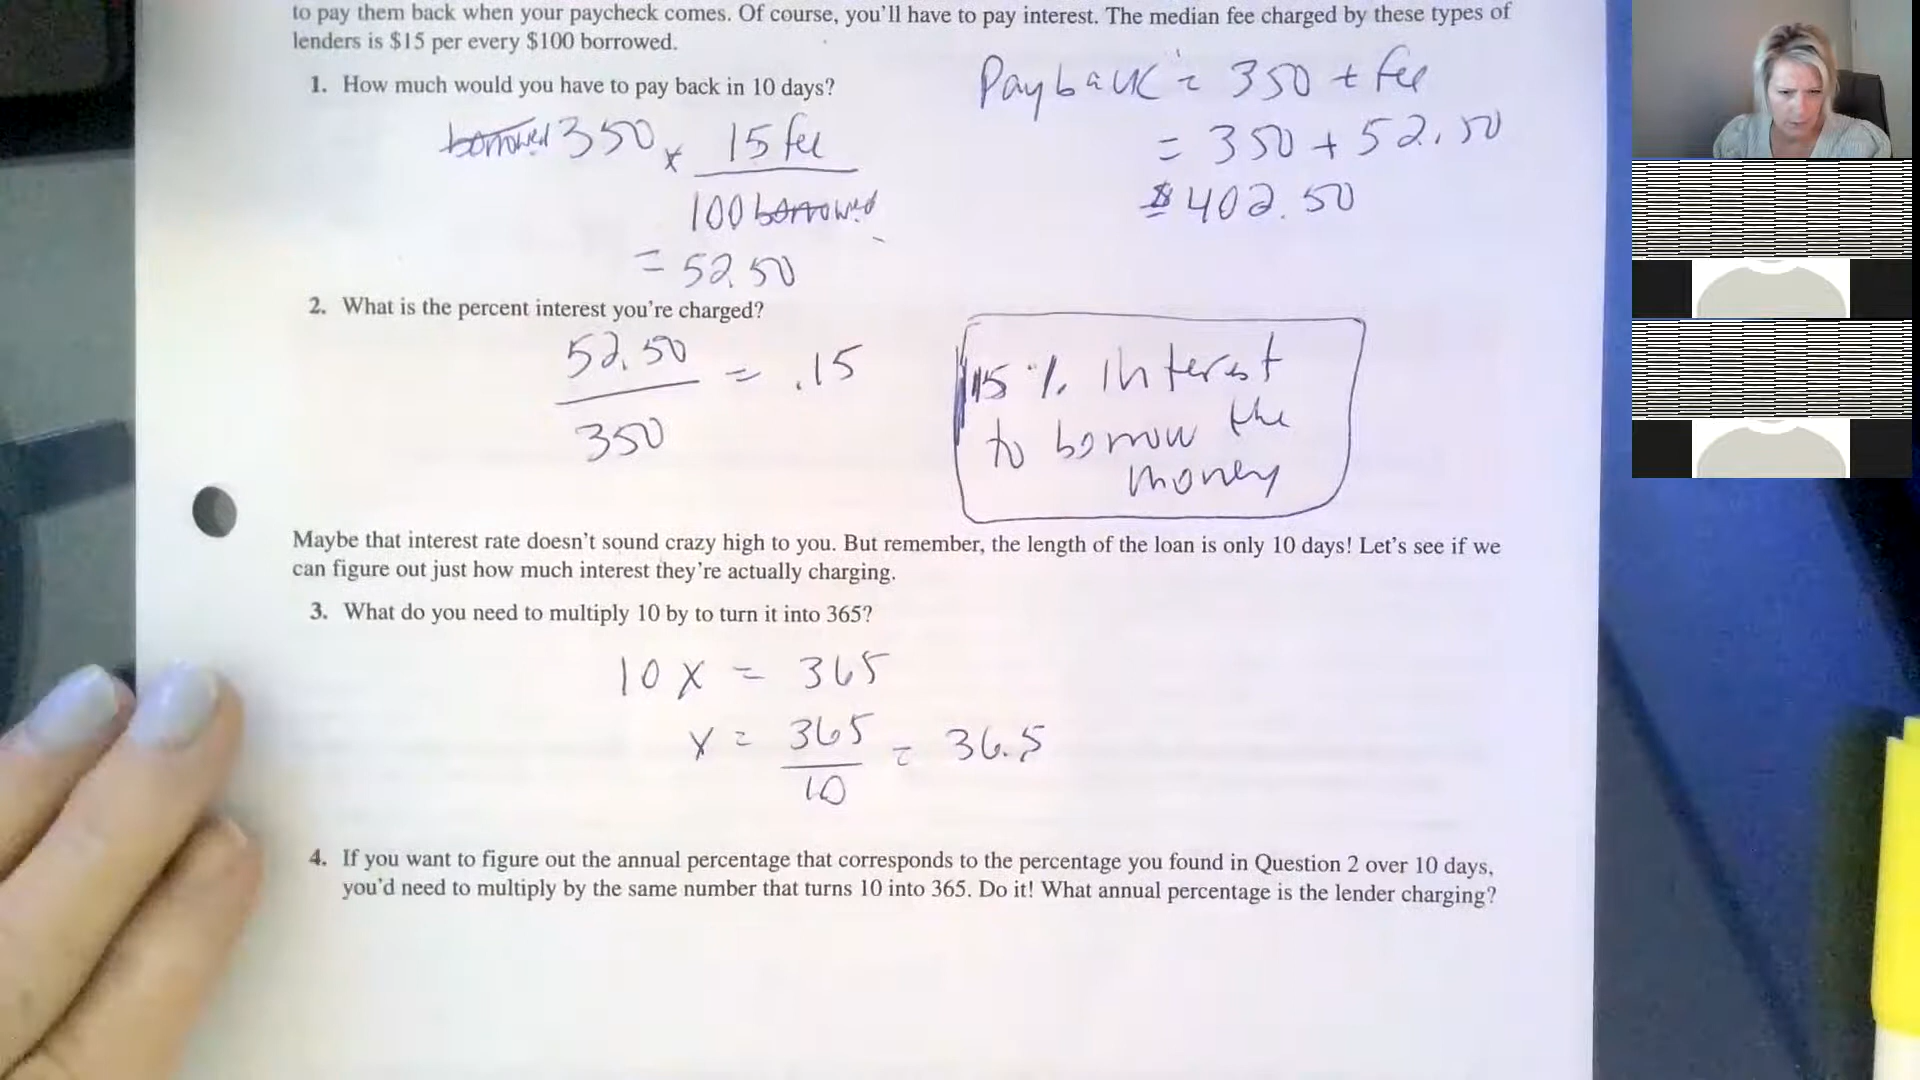 to pay them back when your paycheck comes. Of course, you'll have to pay interest. The median fee charged by these types of
lenders is $15 per every $100 borrowed.
1. How much would you have to pay back in 10 days?
borrowed 350 x 15 fee
100 borrowed
= 52.50
Payback = 350 + fee
= 350 + 52.50
$402.50
2. What is the percent interest you're charged?
52.50
350
= .15
15% interest
to borrow the
money
Maybe that interest rate doesn't sound crazy high to you. But remember, the length of the loan is only 10 days! Let's see if we
can figure out just how much interest they're actually charging.
3. What do you need to multiply 10 by to turn it into 365?
10 x = 365
x = 365
10
= 36.5
4. If you want to figure out the annual percentage that corresponds to the percentage you found in Question 2 over 10 days,
you'd need to multiply by the same number that turns 10 into 365. Do it! What annual percentage is the lender charging?